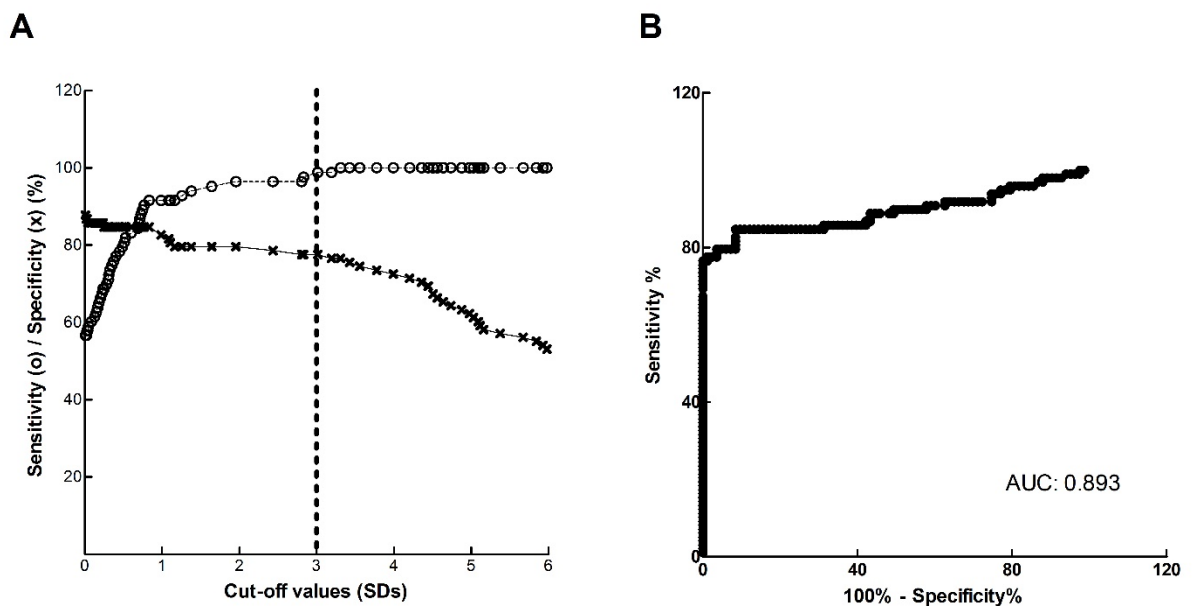 A
B
Sensitivity (o) / Specificity (x) (%)
120
100
80
60
40
20
0 1 2 3 4 5 6
Cut-off values (SDs)
Sensitivity %
120
80
40
0
AUC: 0.893
0 40 80 120
100% - Specificity%